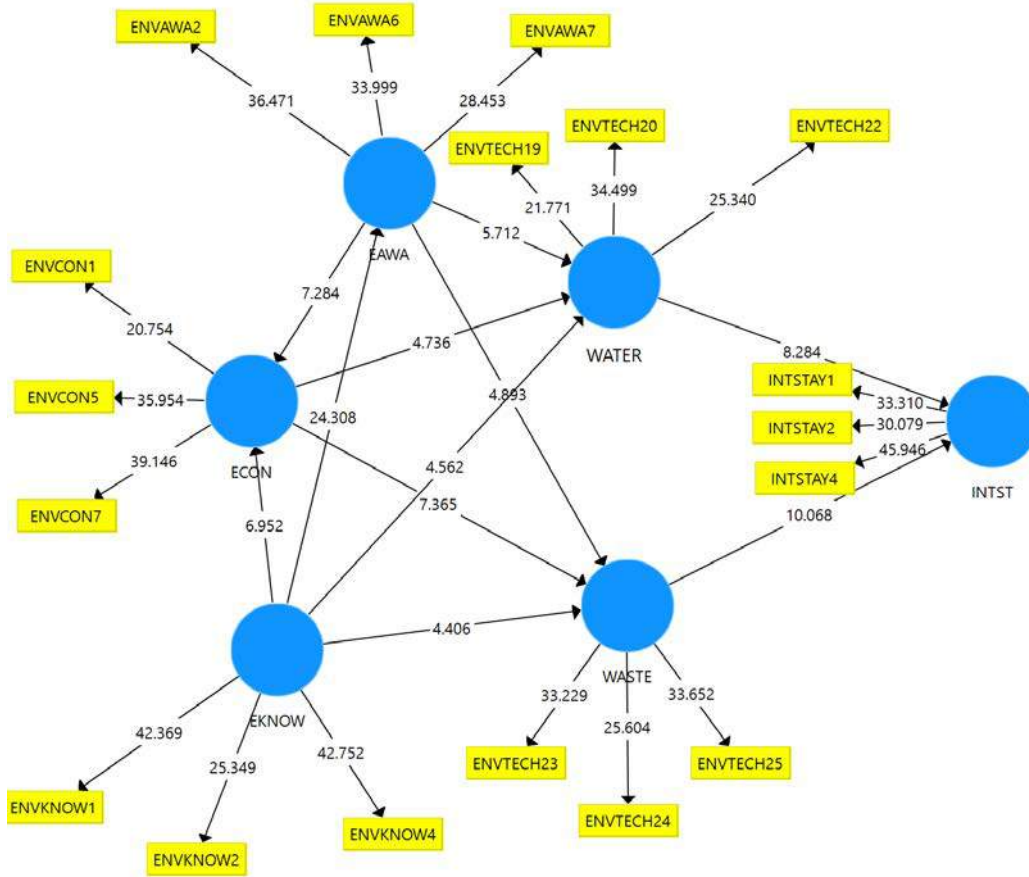 ENVAWA2
ENVAWA6
ENVAWA7
36.471
33.999
28.453
ENVTECH19
ENVTECH20
ENVTECH22
21.771
34.499
25.340
EAWA
5.712
ENVCON1
20.754
7.284
4.736
WATER
8.284
ENVCON5
35.954
24.308
4.893
INTSTAY1
33.310
INTSTAY2
30.079
INTSTAY4
45.946
INTST
39.146
ECON
4.562
ENVCON7
6.952
7.365
10.068
4.406
WASTE
EKNOW
42.369
25.349
42.752
33.229
25.604
33.652
ENVTECH23
ENVTECH25
ENVTECH24
ENVKNOW1
ENVKNOW2
ENVKNOW4